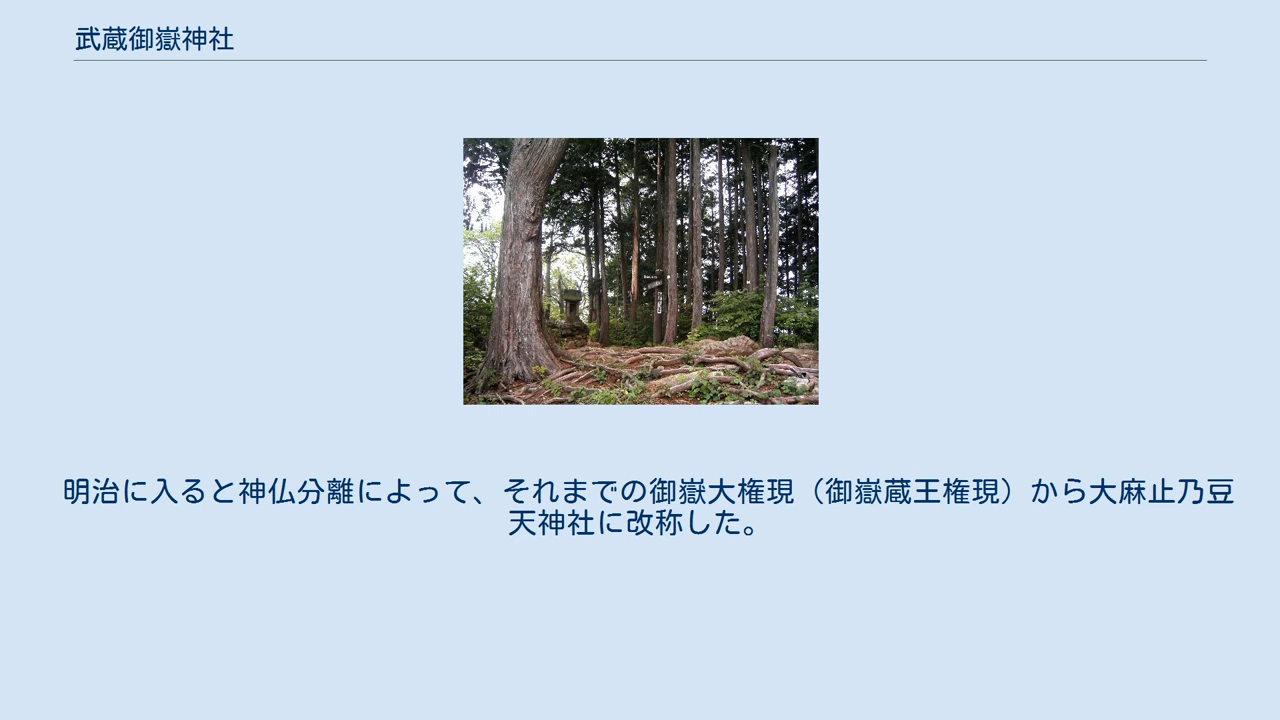 武蔵御嶽神社
明治に入ると神仏分離によって、それまでの御嶽大権現（御嶽蔵王権現）から大麻止乃豆
天神社に改称した。